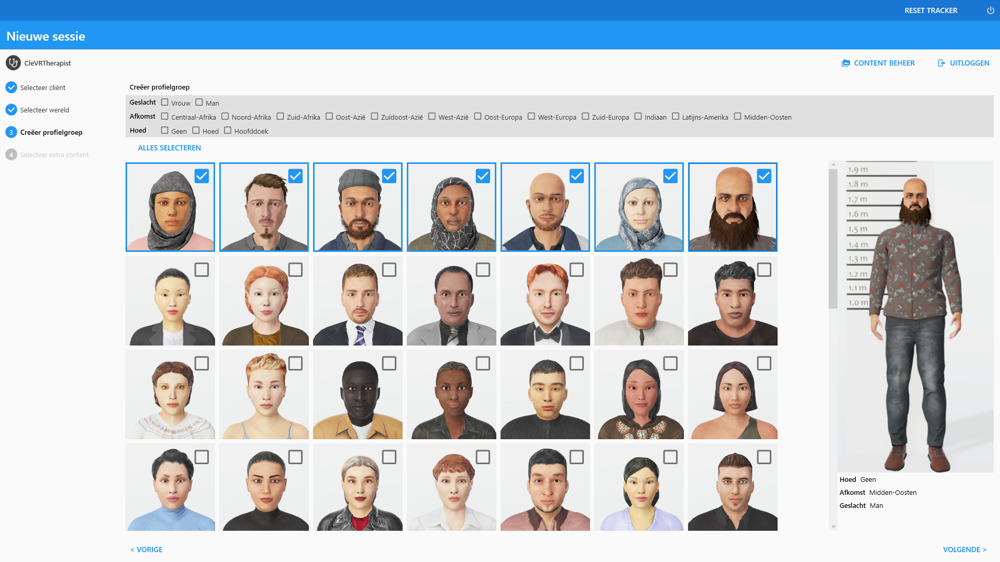 RESET TRACKER
Nieuwe sessie
CleVRTherapist
CONTENT BEHEER
UITLOGGEN
Selecteer cliënt
Selecteer wereld
3 Creëer profielgroep
4 Selecteer extra content
Creëer profielgroep
Geslacht Vrouw Man
Afkomst Centraal-Afrika Noord-Afrika Zuid-Afrika Oost-Azië Zuidoost-Azië West-Azië Oost-Europa West-Europa Zuid-Europa Indiaan Latijns-Amerika Midden-Oosten
Hoed Geen Hoed Hoofddoek
ALLES SELECTEREN
1.9 m
1.8 m
1.7 m
1.6 m
1.5 m
1.4 m
1.3 m
1.2 m
1.1 m
1.0 m
Hoed Geen
Afkomst Midden-Oosten
Geslacht Man
< VORIGE
VOLGENDE >